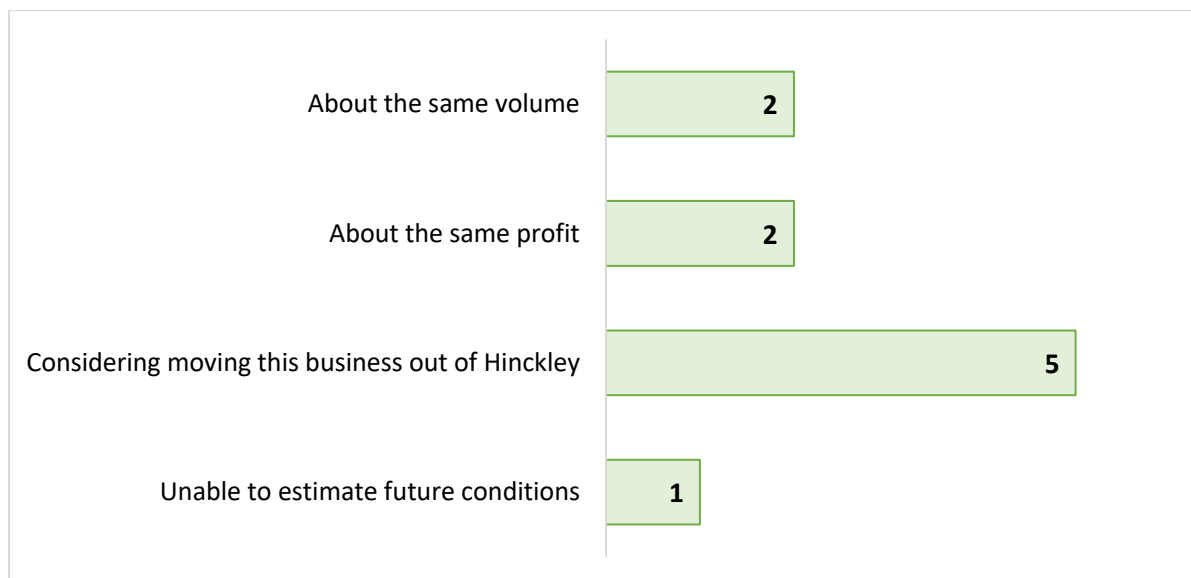 About the same volume 2
About the same profit 2
Considering moving this business out of Hinckley 5
Unable to estimate future conditions 1